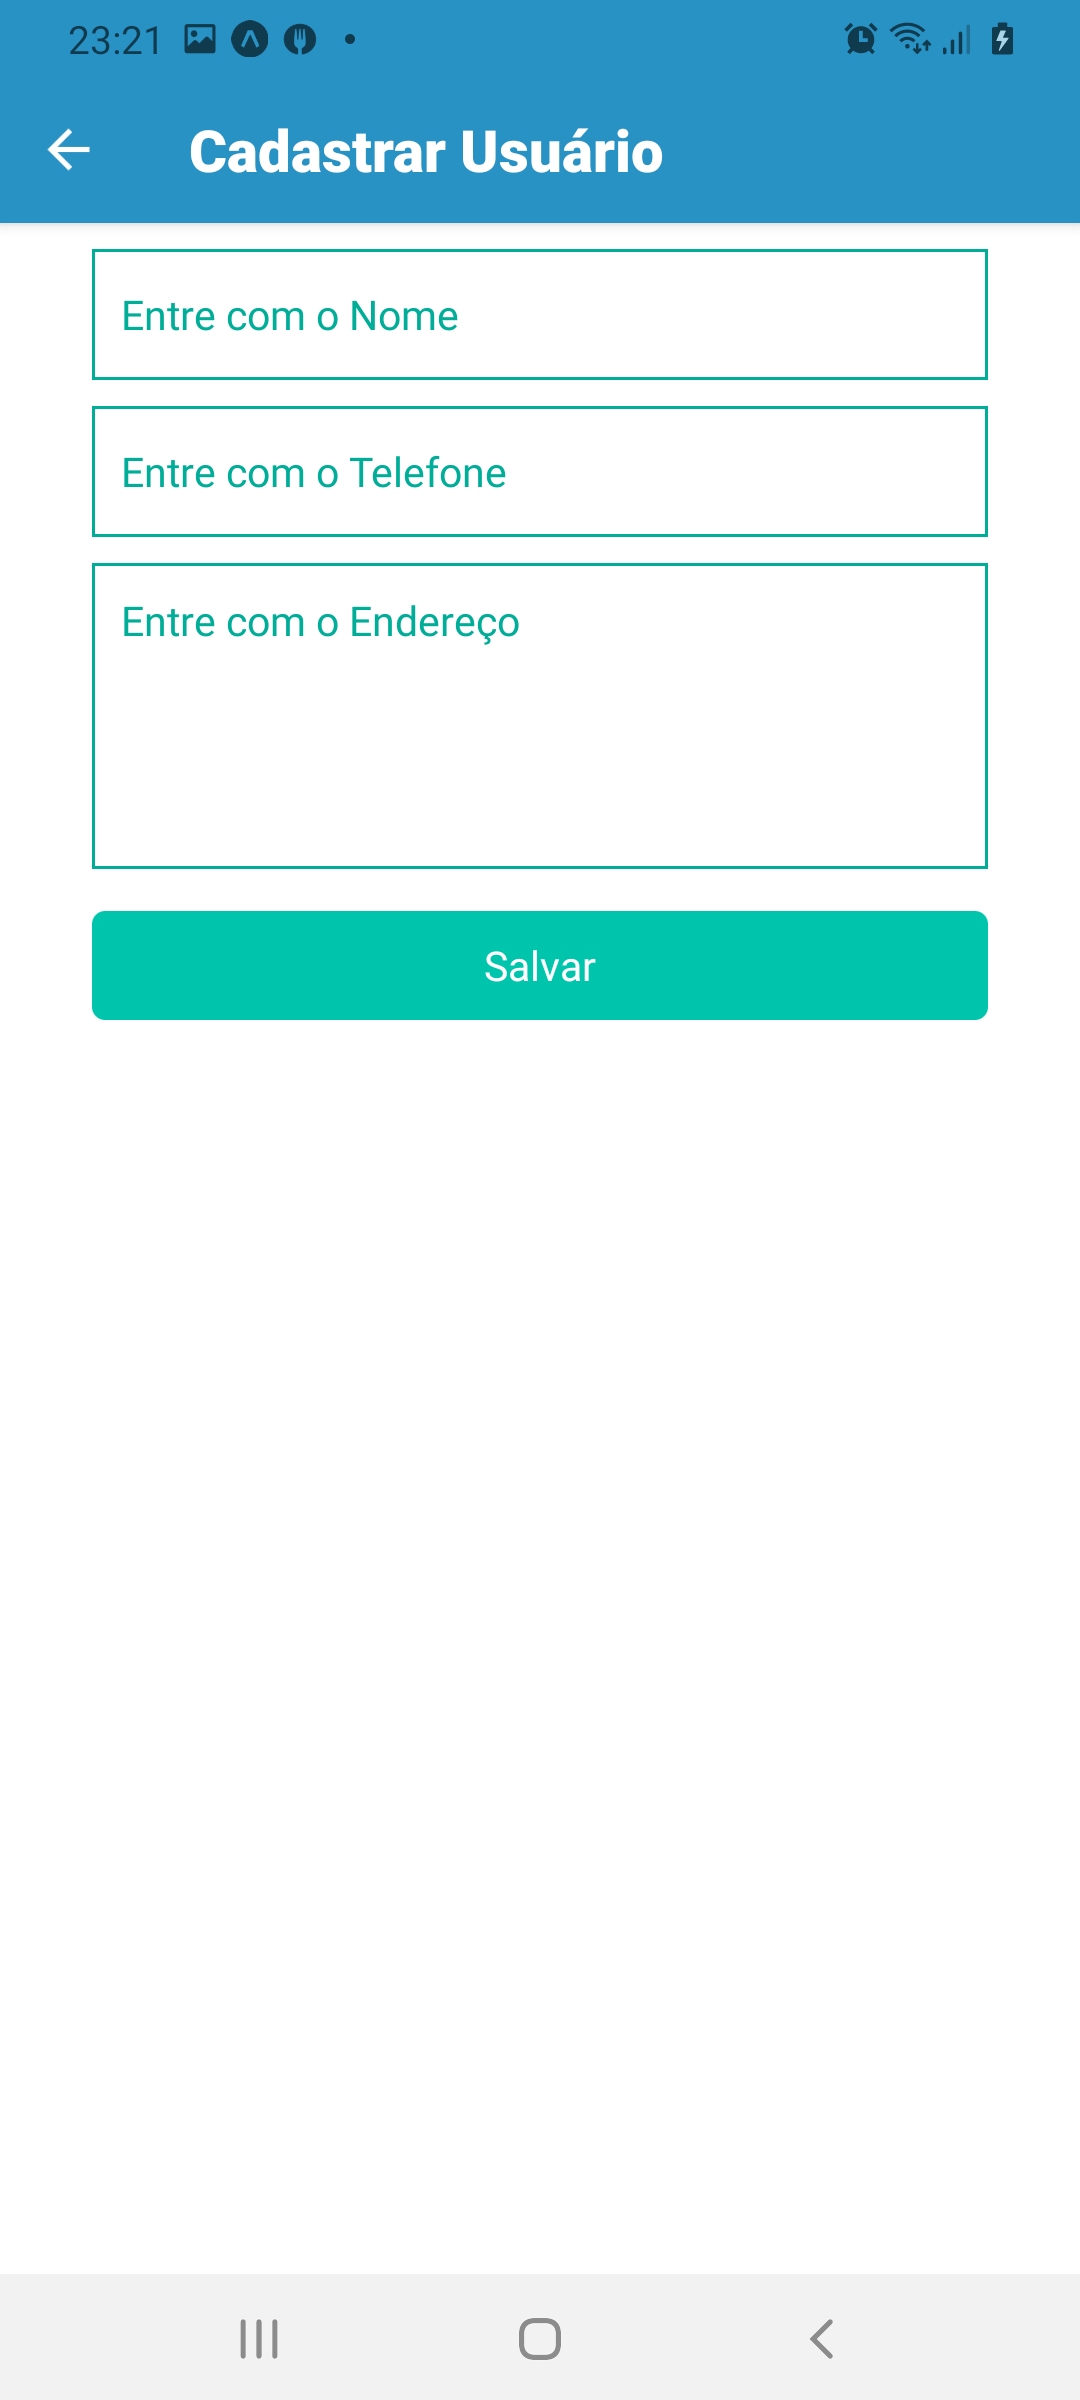 23:21
Cadastrar Usuário
Entre com o Nome
Entre com o Telefone
Entre com o Endereço
Salvar